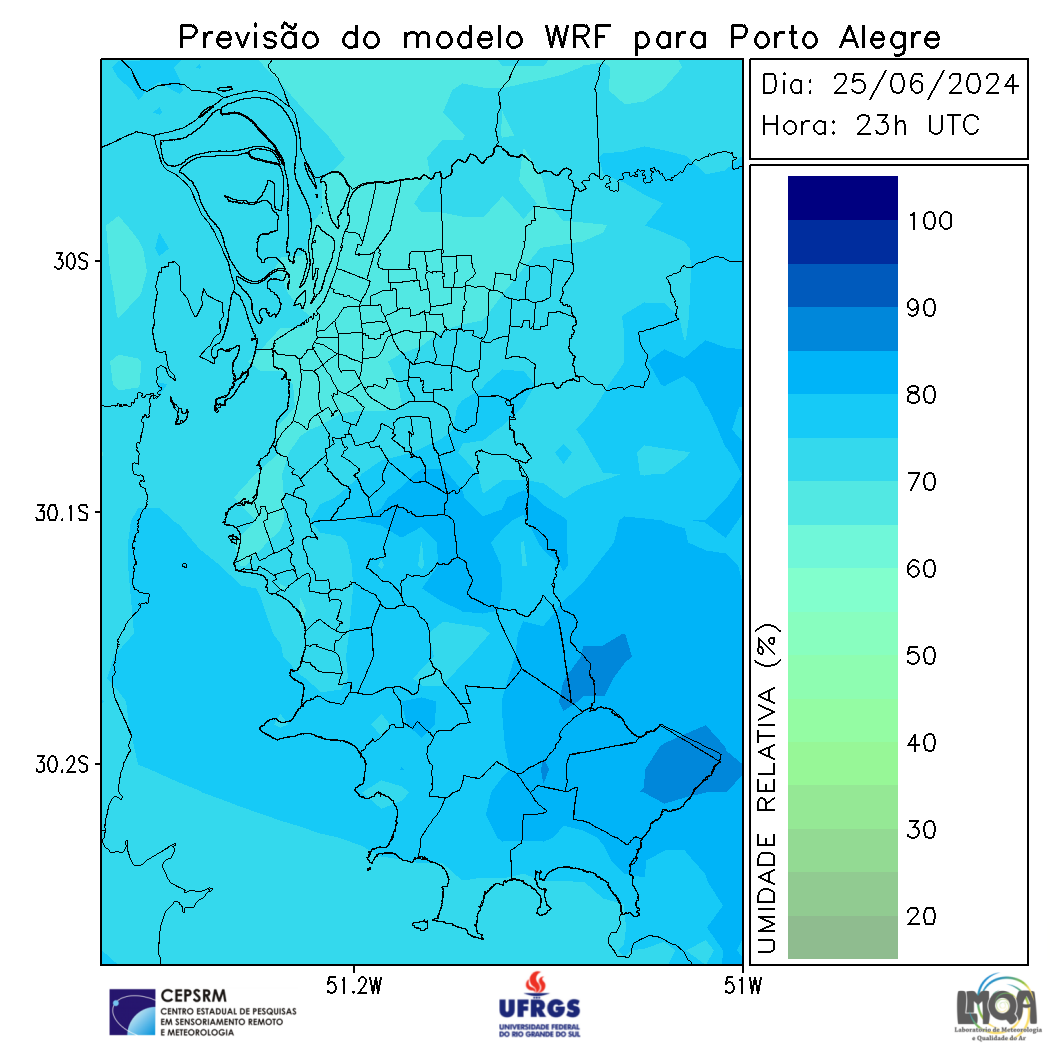 Previsão do modelo WRF para Porto Alegre
Dia: 25/06/2024
Hora: 23h UTC
30S
30.1S
30.2S
51.2W
51W
UMIDADE RELATIVA (%)
100
90
80
70
60
50
40
30
20
CEPSRM
CENTRO ESTADUAL DE PESQUISAS
EM SENSORIAMENTO REMOTO
E METEOROLOGIA
UFRGS
UNIVERSIDADE FEDERAL
DO RIO GRANDE DO SUL
LMQA
Laboratório de Meteorologia
e Qualidade do Ar